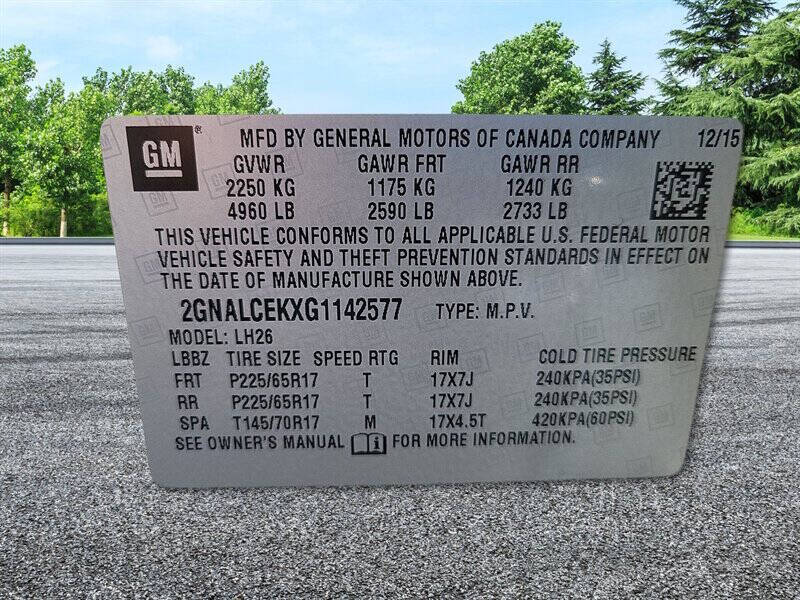 GM ® MFD BY GENERAL MOTORS OF CANADA COMPANY 12/15
GVWR GAWR FRT GAWR RR
2250 KG 1175 KG 1240 KG
4960 LB 2590 LB 2733 LB
THIS VEHICLE CONFORMS TO ALL APPLICABLE U.S. FEDERAL MOTOR
VEHICLE SAFETY AND THEFT PREVENTION STANDARDS IN EFFECT ON
THE DATE OF MANUFACTURE SHOWN ABOVE.
2GNALCEKXG1142577 TYPE: M.P.V.
MODEL: LH26
LBBZ TIRE SIZE SPEED RTG RIM COLD TIRE PRESSURE
FRT P225/65R17 T 17X7J 240KPA(35PSI)
RR P225/65R17 T 17X7J 240KPA(35PSI)
SPA T145/70R17 M 17X4.5T 420KPA(60PSI)
SEE OWNER'S MANUAL i FOR MORE INFORMATION.